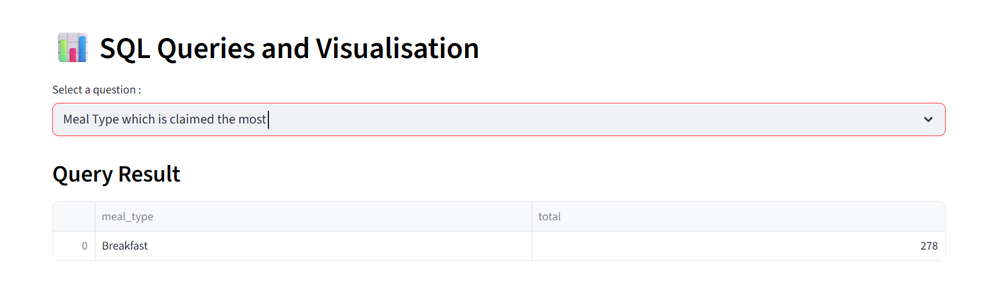 SQL Queries and Visualisation
Select a question :
Meal Type which is claimed the most
Query Result
meal_type total
0 Breakfast 278